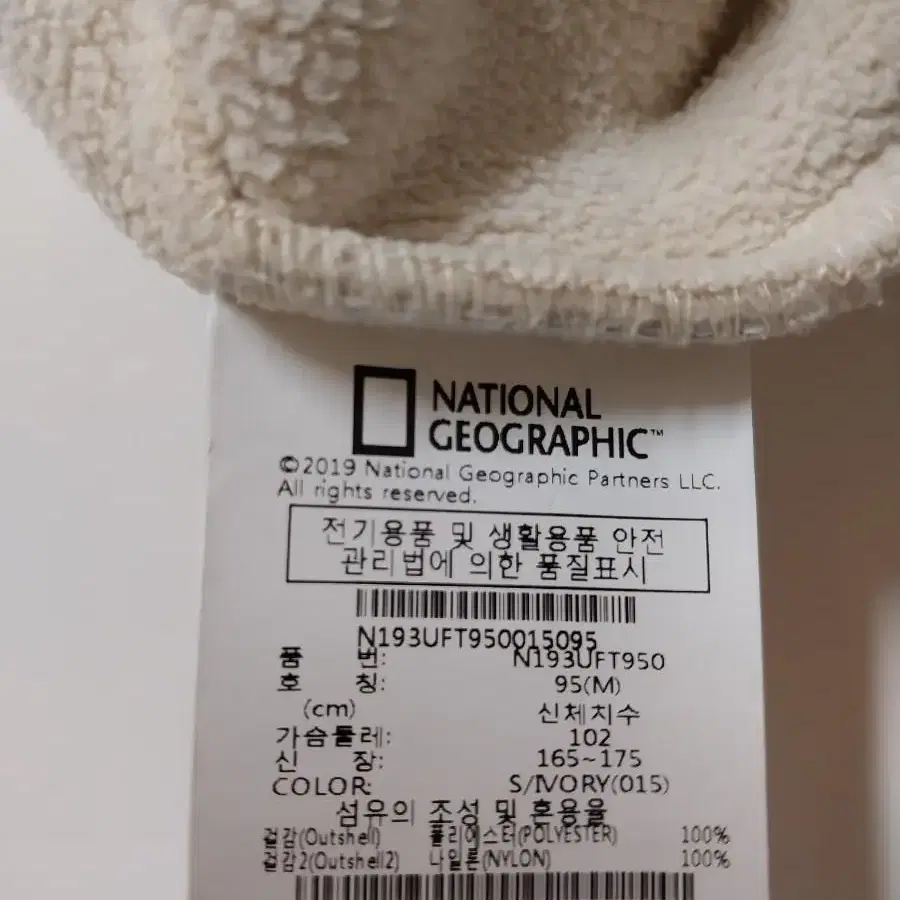 NATIONAL
GEOGRAPHIC™
©2019 National Geographic Partners LLC.
All rights reserved.
전기용품 및 생활용품 안전
관리법에 의한 품질표시
N193UFT950015095
품 번: N193UFT950
호 칭: 95(M)
(cm) 신체치수
가슴둘레: 102
신 장: 165~175
COLOR: S/IVORY(015)
섬유의 조성 및 혼용율
겉감(Outshell) 폴리에스터(POLYESTER) 100%
겉감2(Outshell2) 나일론(NYLON) 100%